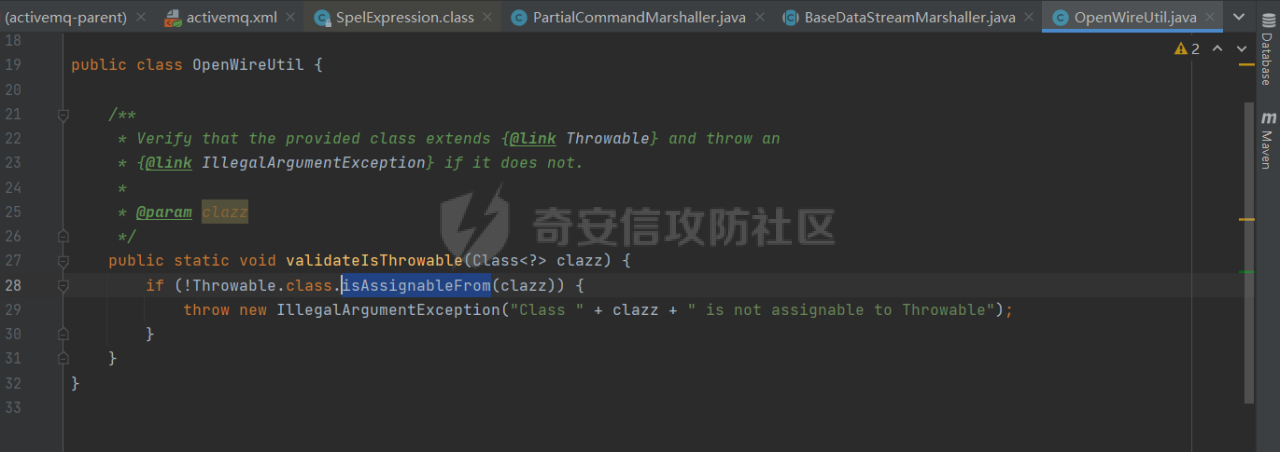 (activemq-parent) × activemq.xml × SpelExpression.class × PartialCommandMarshaller.java × BaseDataStreamMarshaller.java × OpenWireUtil.java ×
18
19 public class OpenWireUtil {
20
21 /**
22 * Verify that the provided class extends {@link Throwable} and throw an
23 * {@link IllegalArgumentException} if it does not.
24 *
25 * @param clazz
26 */
27 public static void validateIsThrowable(Class<?> clazz) {
28 if (!Throwable.class.isAssignableFrom(clazz)) {
29 throw new IllegalArgumentException("Class " + clazz + " is not assignable to Throwable");
30 }
31 }
32 }
33
2
Database
m
Maven
奇安信攻防社区